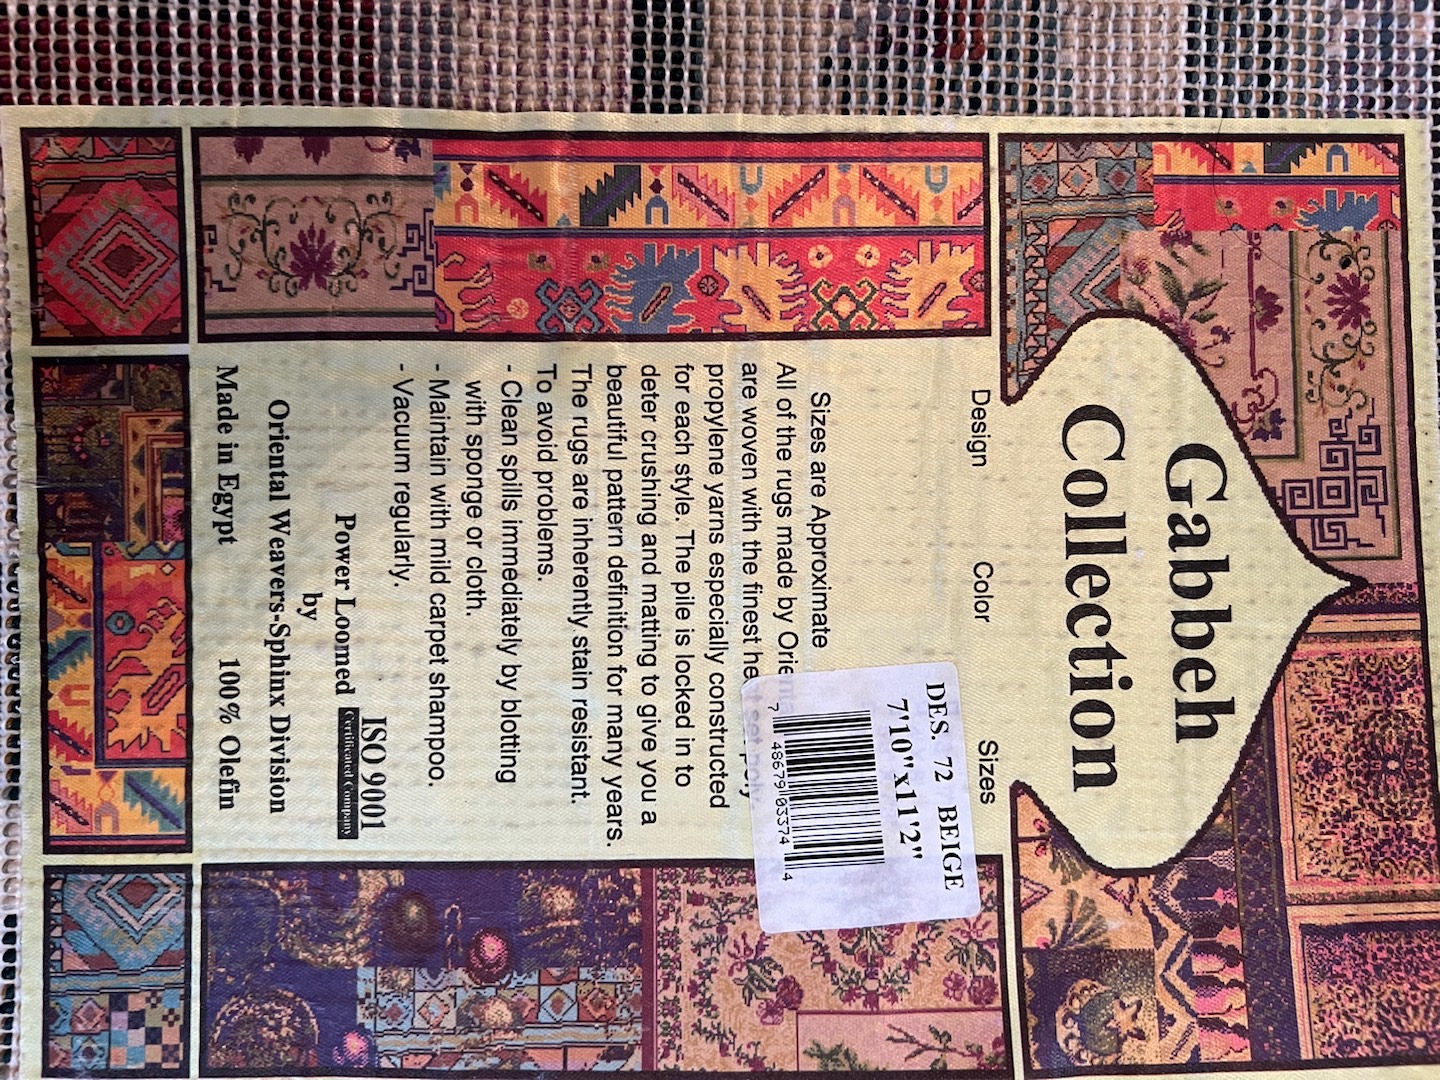 Gabbeh
Collection
Design Color Sizes
DES. 72 BEIGE
7'10"x11'2"
7 48679 03374 4
Sizes are Approximate
All of the rugs made by
are woven with the finest
propylene yarns especially constructed
for each style. The pile is locked in to
deter crushing and matting to give you a
beautiful pattern definition for many years.
The rugs are inherently stain resistant.
To avoid problems.
- Clean spills immediately by blotting
with sponge or cloth.
- Maintain with mild carpet shampoo.
- Vacuum regularly.
ISO 9001
Certificated Company
Power Loomed
by
Oriental Weavers-Sphinx Division
Made in Egypt 100% Olefin